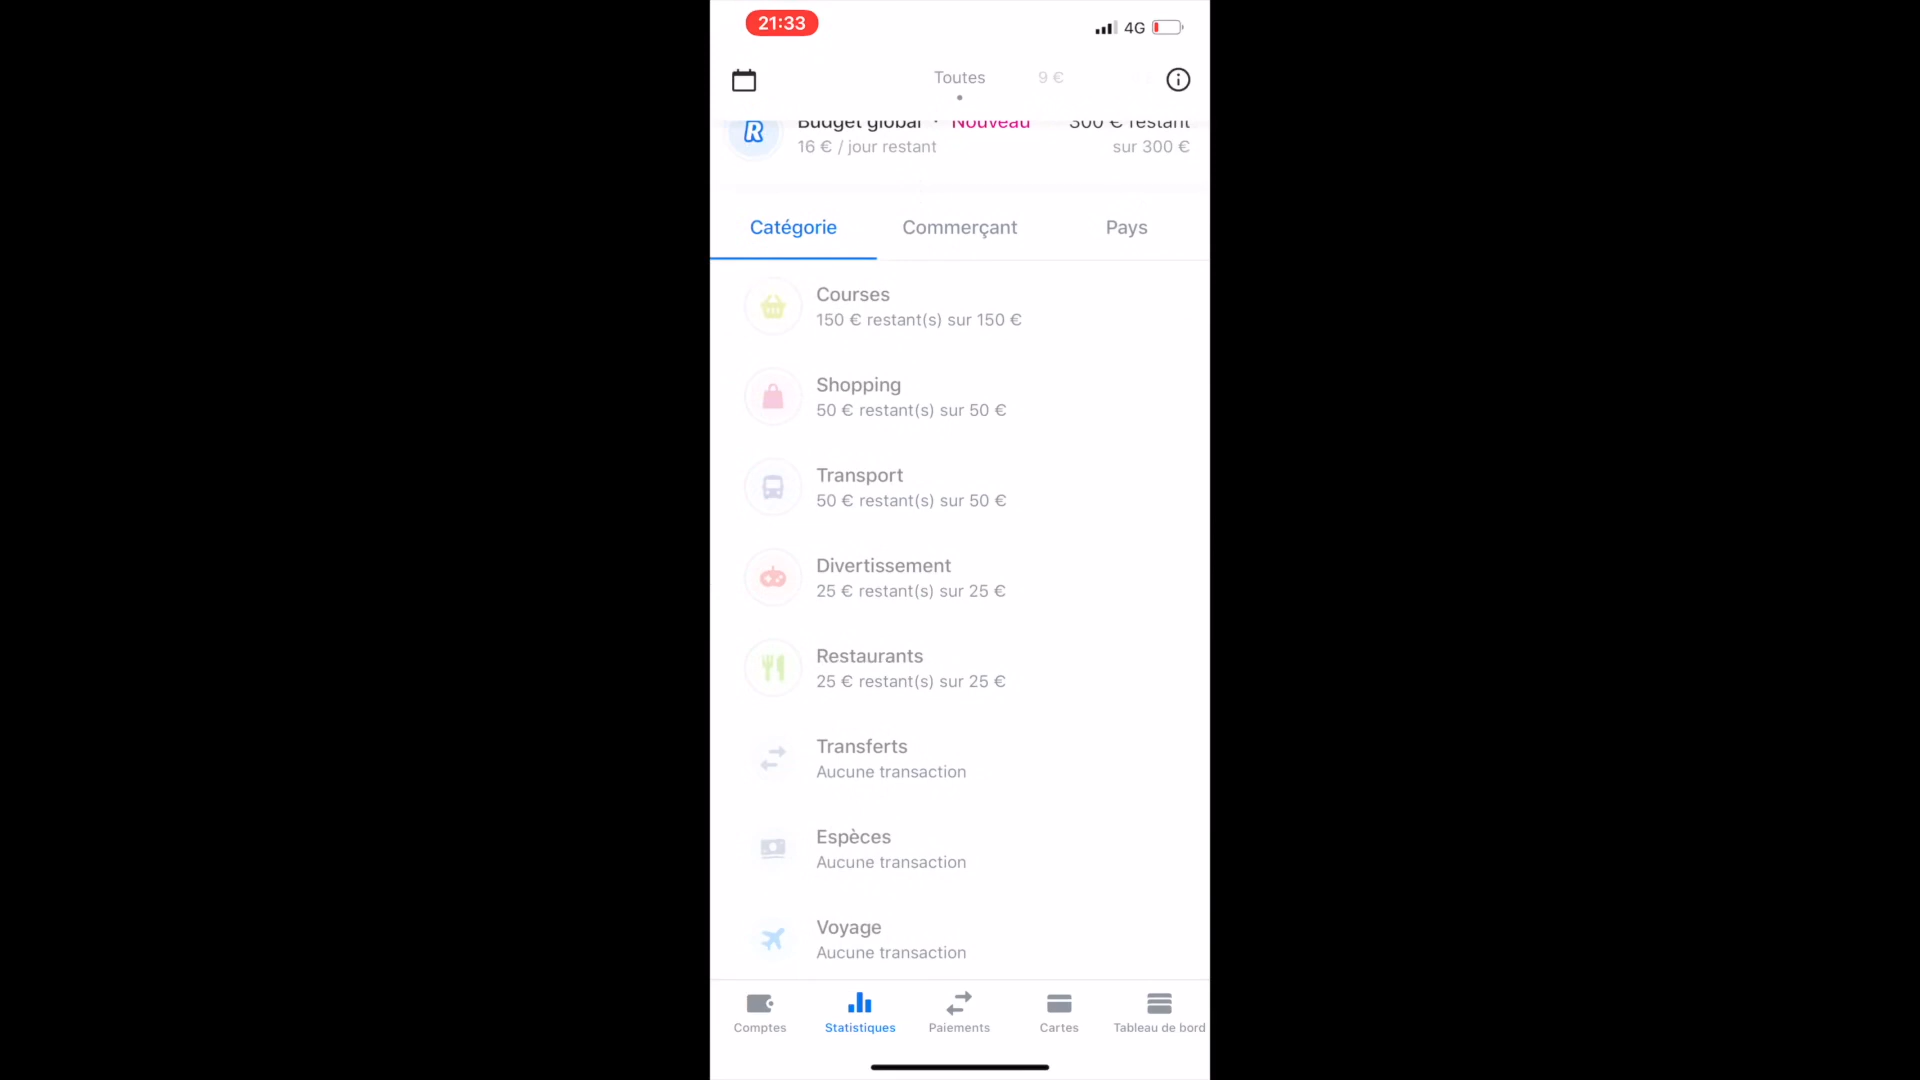 21:33
4G
Toutes
9 €
Budget global · Nouveau
300 € restant
16 € / jour restant
sur 300 €
Catégorie
Commerçant
Pays
Courses
150 € restant(s) sur 150 €
Shopping
50 € restant(s) sur 50 €
Transport
50 € restant(s) sur 50 €
Divertissement
25 € restant(s) sur 25 €
Restaurants
25 € restant(s) sur 25 €
Transferts
Aucune transaction
Espèces
Aucune transaction
Voyage
Aucune transaction
Comptes
Statistiques
Paiements
Cartes
Tableau de bord